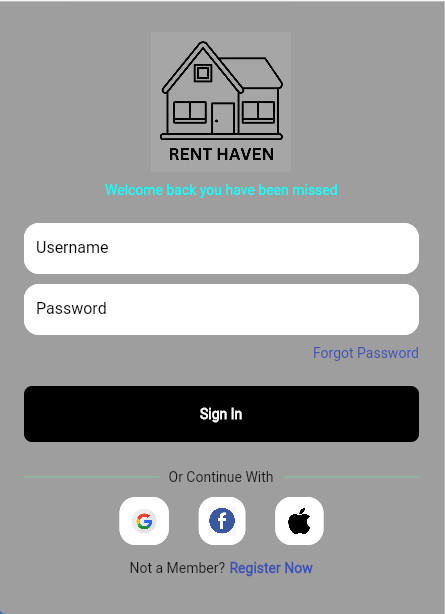 RENT HAVEN
Welcome back you have been missed
Username
Password
Forgot Password
Sign In
Or Continue With
Not a Member? Register Now